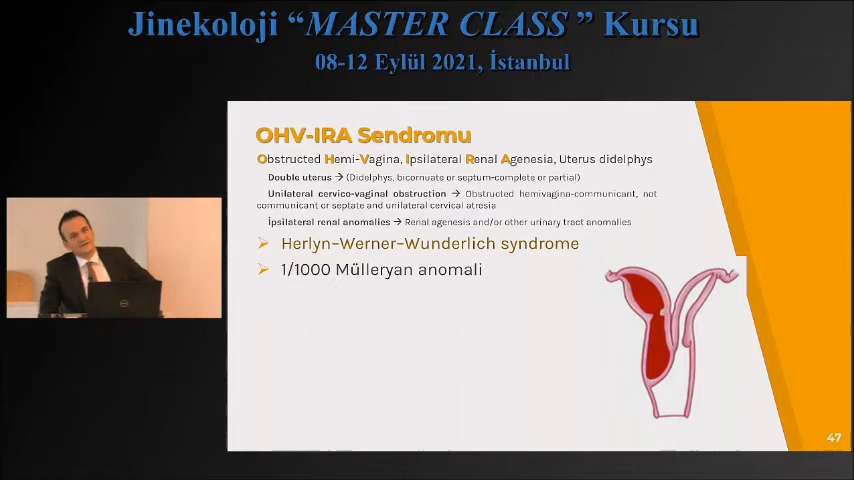 Jinekoloji “MASTER CLASS ” Kursu
08-12 Eylül 2021, İstanbul
OHV-IRA Sendromu
Obstructed Hemi-Vagina, Ipsilateral Renal Agenesia, Uterus didelphys
Double uterus → (Didelphys, bicornuate or septum-complete or partial)
Unilateral cervico-vaginal obstruction → Obstructed hemivagina-communicant, not
communicant or septate and unilateral cervical atresia
İpsilateral renal anomalies → Renal agenesis and/or other urinary tract anomalies
➢ Herlyn–Werner–Wunderlich syndrome
➢ 1/1000 Mülleryan anomali
47